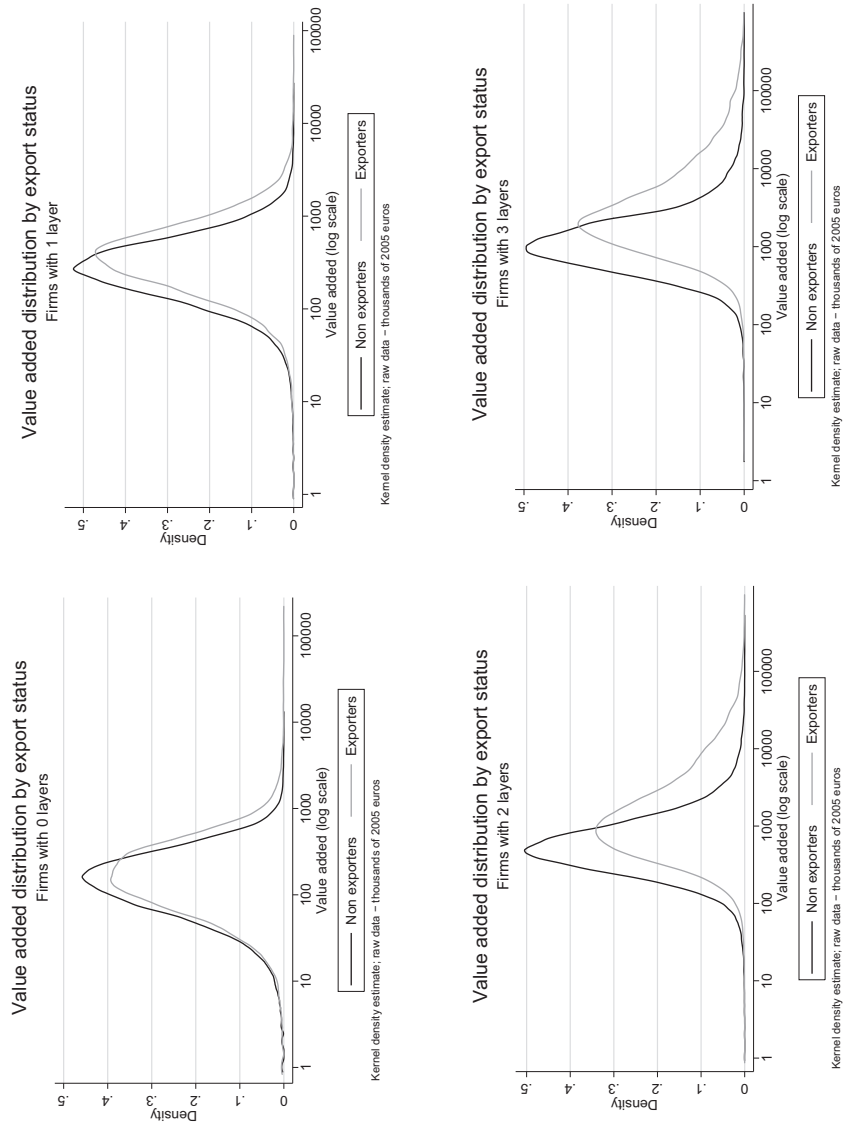 Value added distribution by export status
Firms with 0 layers
Density
.5
.4
.3
.2
.1
0
1
10
100
1000
10000
100000
Value added (log scale)
Non exporters
Exporters
Kernel density estimate; raw data − thousands of 2005 euros
Value added distribution by export status
Firms with 1 layer
Density
.5
.4
.3
.2
.1
0
1
10
100
1000
10000
100000
Value added (log scale)
Non exporters
Exporters
Kernel density estimate; raw data − thousands of 2005 euros
Value added distribution by export status
Firms with 2 layers
Density
.5
.4
.3
.2
.1
0
1
10
100
1000
10000
100000
Value added (log scale)
Non exporters
Exporters
Kernel density estimate; raw data − thousands of 2005 euros
Value added distribution by export status
Firms with 3 layers
Density
.5
.4
.3
.2
.1
0
1
10
100
1000
10000
100000
Value added (log scale)
Non exporters
Exporters
Kernel density estimate; raw data − thousands of 2005 euros